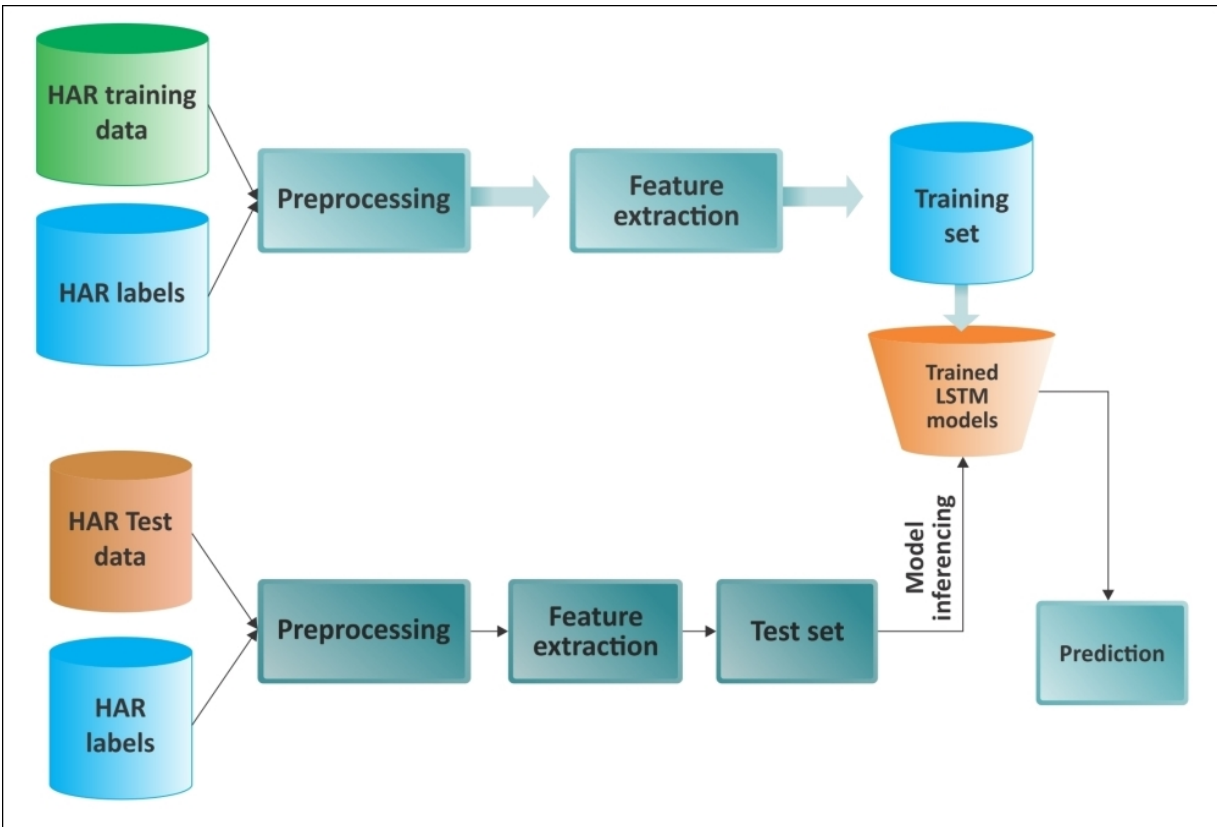 HAR training
data
Preprocessing
Feature
extraction
Training
set
HAR labels
Trained
LSTM
models
HAR Test
data
Model
inferencing
Preprocessing
Feature
extraction
Test set
Prediction
HAR
labels